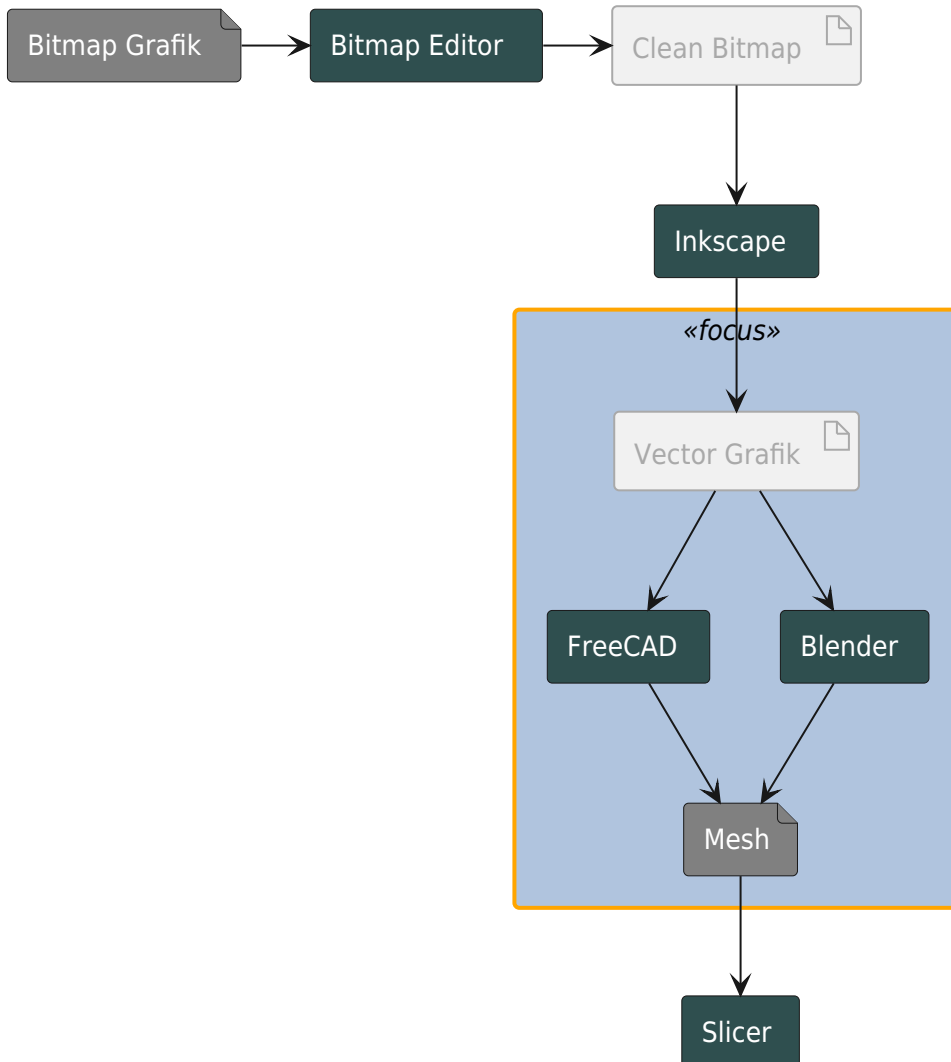 Bitmap Grafik
Bitmap Editor
Clean Bitmap
Inkscape
«focus»
Vector Grafik
FreeCAD
Blender
Mesh
Slicer